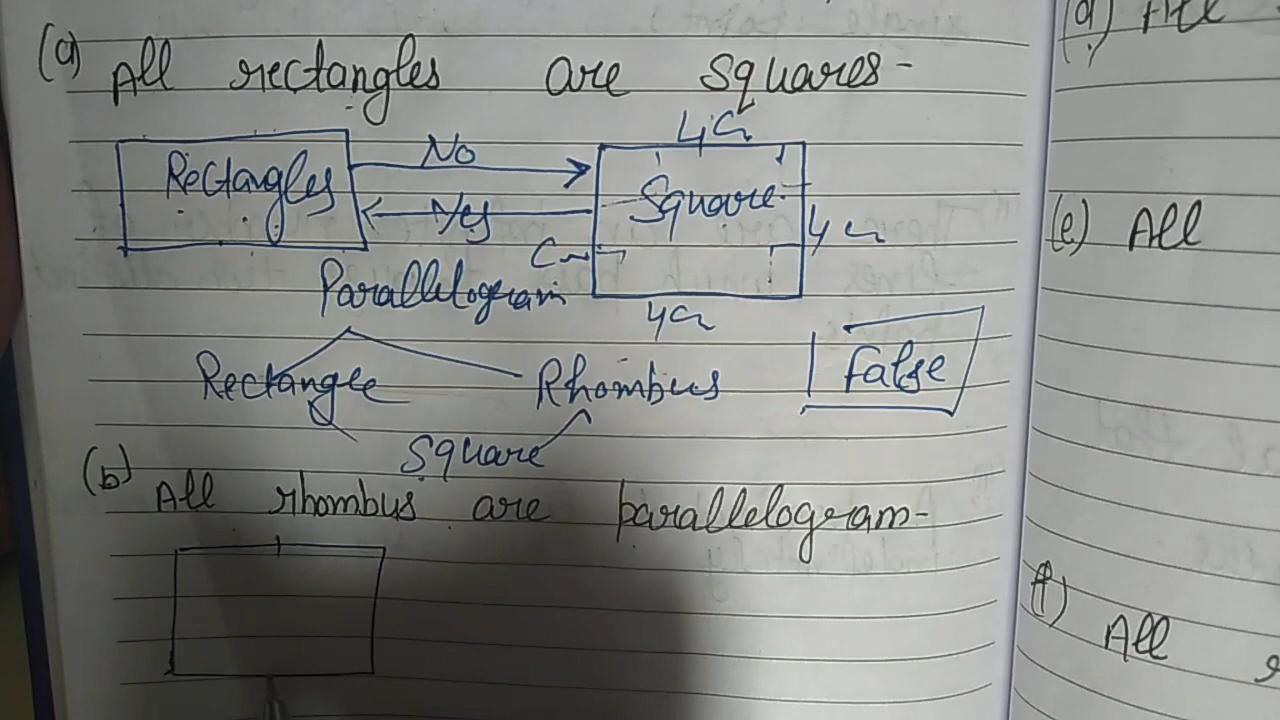 (a) All rectangles are squares-
4cm
No
Rectangles
Square
Yes
4cm
cm
Parallelogram
4cm
False
Rectangle Rhombus
Square
(b) All rhombus are parallelogram-
(d) All
(e) All
(f) All